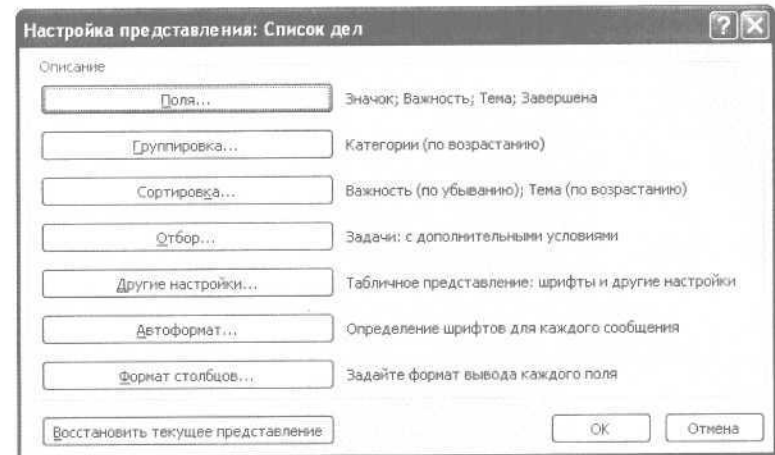 Настройка представления: Список дел
Описание
Поля... Значок; Важность; Тема; Завершена
Группировка... Категории (по возрастанию)
Сортировка... Важность (по убыванию); Тема (по возрастанию)
Отбор... Задачи: с дополнительными условиями
Другие настройки... Табличное представление: шрифты и другие настройки
Автоформат... Определение шрифтов для каждого сообщения
Формат столбцов... Задайте формат вывода каждого поля
Восстановить текущее представление ОК Отмена